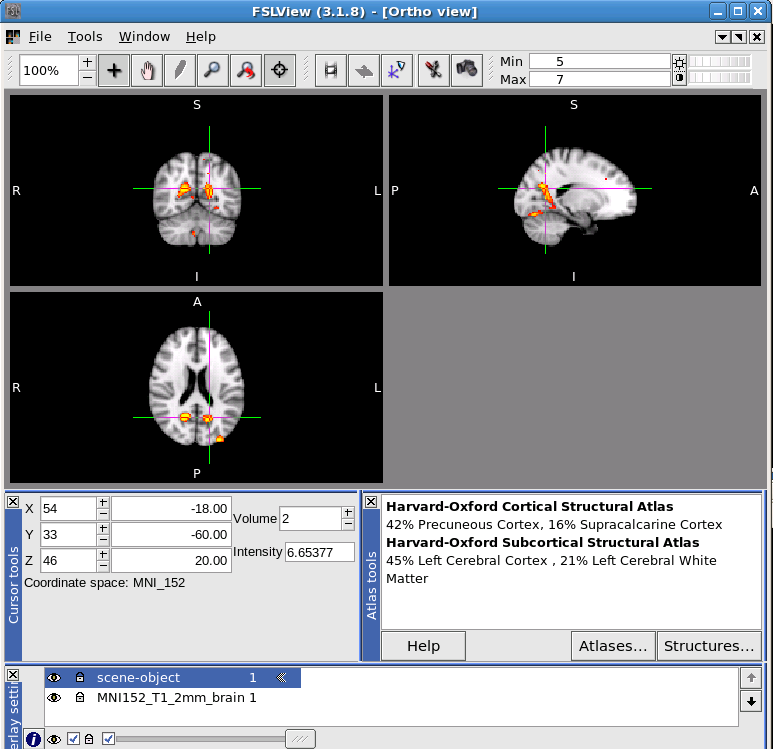 FSLView (3.1.8) - [Ortho view]
File Tools Window Help
100%
Min 5
Max 7
S
R L
I
S
P A
I
A
R L
P
Cursor tools
X 54 -18.00
Y 33 -60.00
Z 46 20.00
Volume 2
Intensity 6.65377
Coordinate space: MNI_152
Atlas tools
Harvard-Oxford Cortical Structural Atlas
42% Precuneous Cortex, 16% Supracalcarine Cortex
Harvard-Oxford Subcortical Structural Atlas
45% Left Cerebral Cortex , 21% Left Cerebral White
Matter
Help Atlases... Structures...
erlay settin
scene-object 1
MNI152_T1_2mm_brain 1